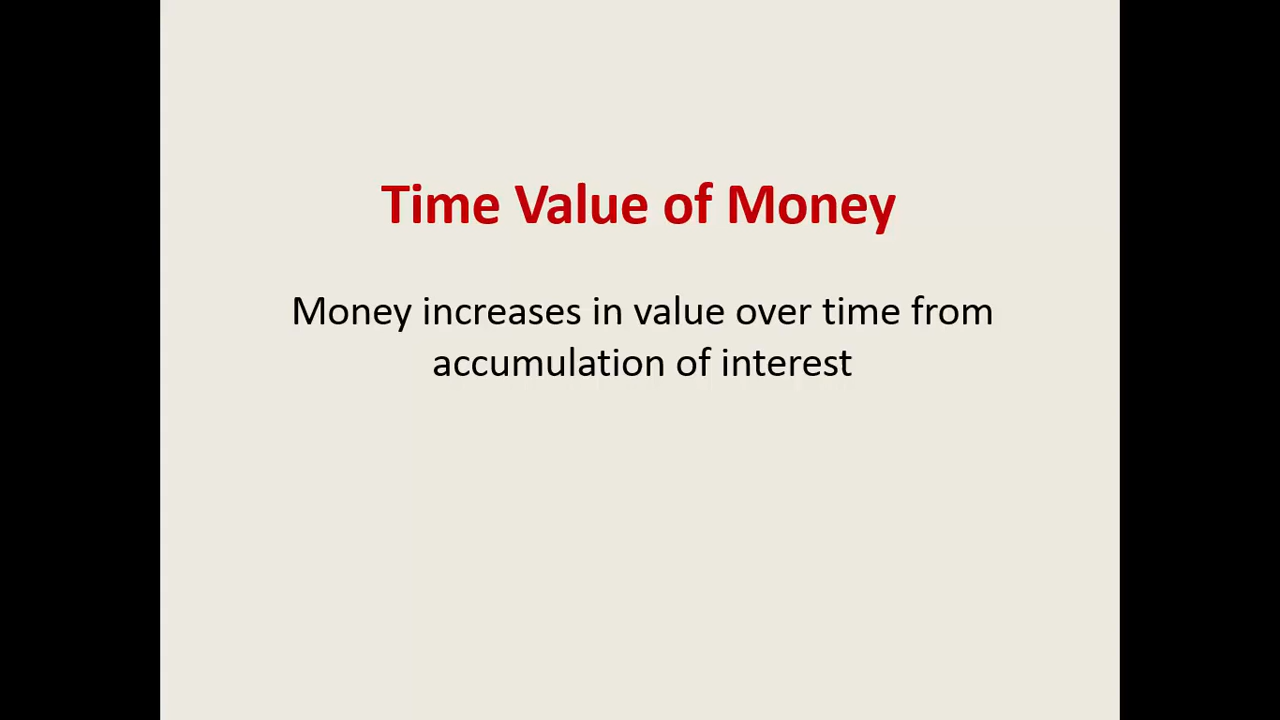 Time Value of Money
Money increases in value over time from
accumulation of interest